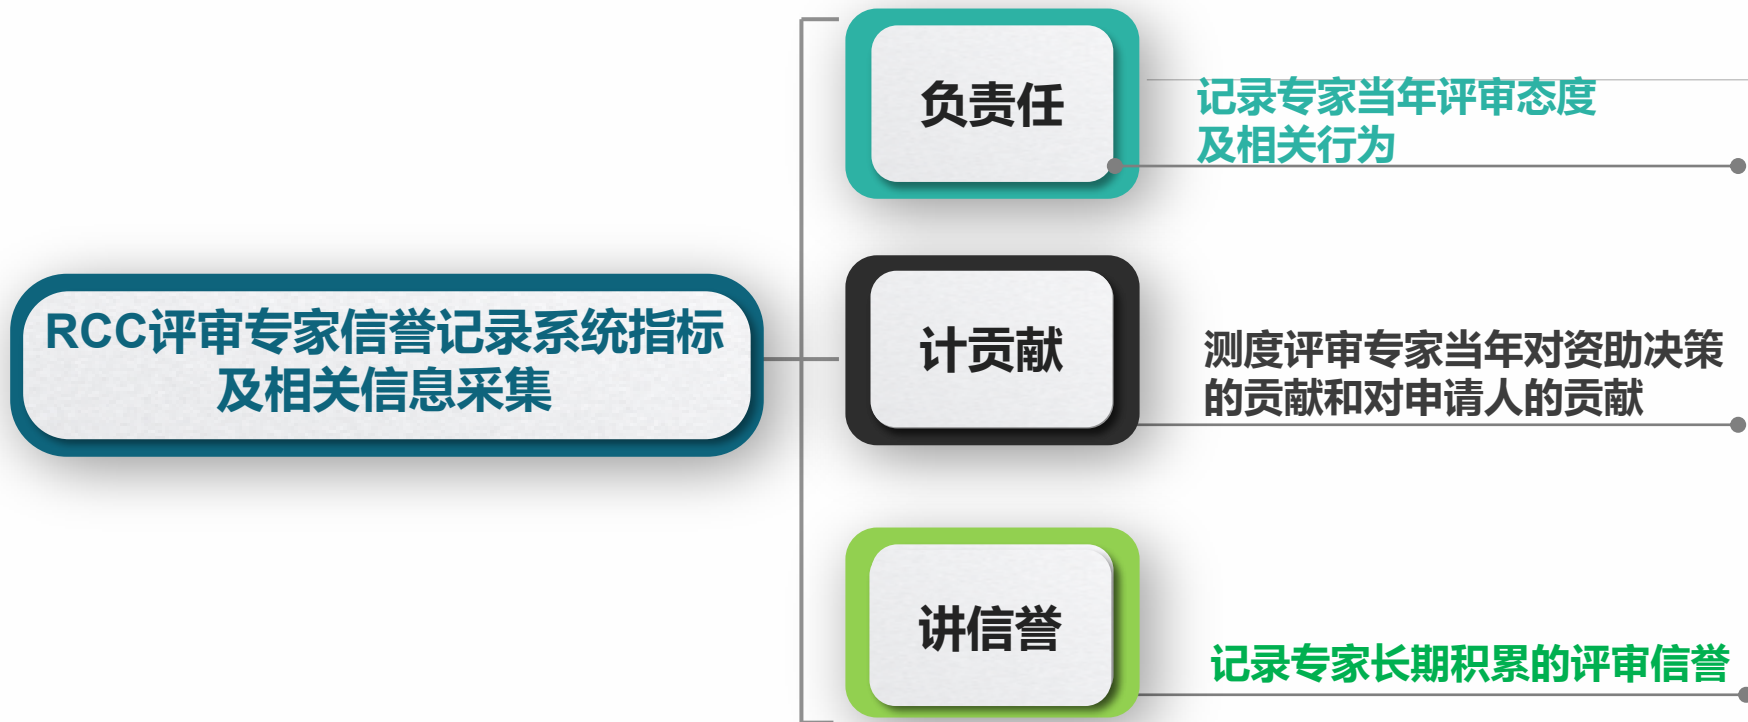 RCC评审专家信誉记录系统指标
及相关信息采集
负责任
记录专家当年评审态度
及相关行为
计贡献
测度评审专家当年对资助决策
的贡献和对申请人的贡献
讲信誉
记录专家长期积累的评审信誉